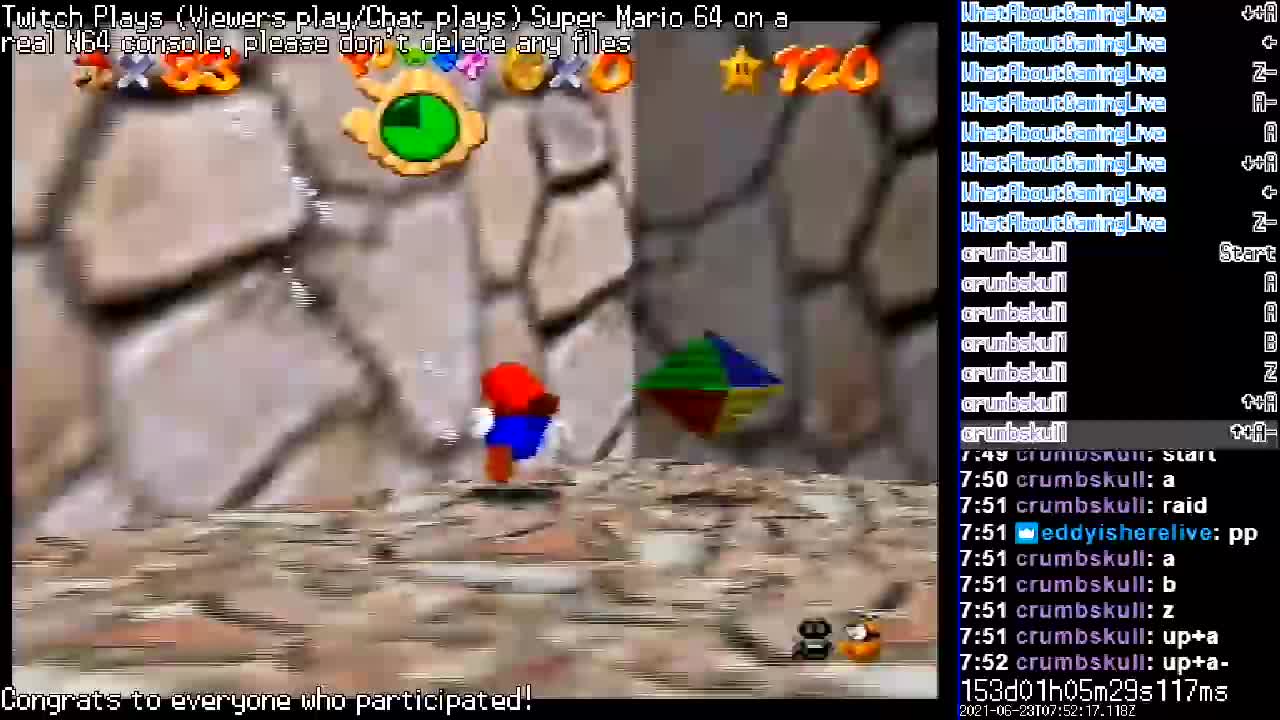 Twitch Plays (Viewers play/Chat plays) Super Mario 64 on a
real N64 console, please don't delete any files
83
0
120
Congrats to everyone who participated!
WhatAboutGamingLive ↓+A
WhatAboutGamingLive ←
WhatAboutGamingLive Z-
WhatAboutGamingLive A-
WhatAboutGamingLive A
WhatAboutGamingLive ↓+A
WhatAboutGamingLive ←
WhatAboutGamingLive Z-
crumbskull Start
crumbskull A
crumbskull A
crumbskull B
crumbskull Z
crumbskull ↑+A
crumbskull ↑+A-
7:49 crumbskull: start
7:50 crumbskull: a
7:51 crumbskull: raid
7:51 eddyisherelive: pp
7:51 crumbskull: a
7:51 crumbskull: b
7:51 crumbskull: z
7:51 crumbskull: up+a
7:52 crumbskull: up+a-
153d01h05m29s117ms
2021-06-23T07:52:17.118Z